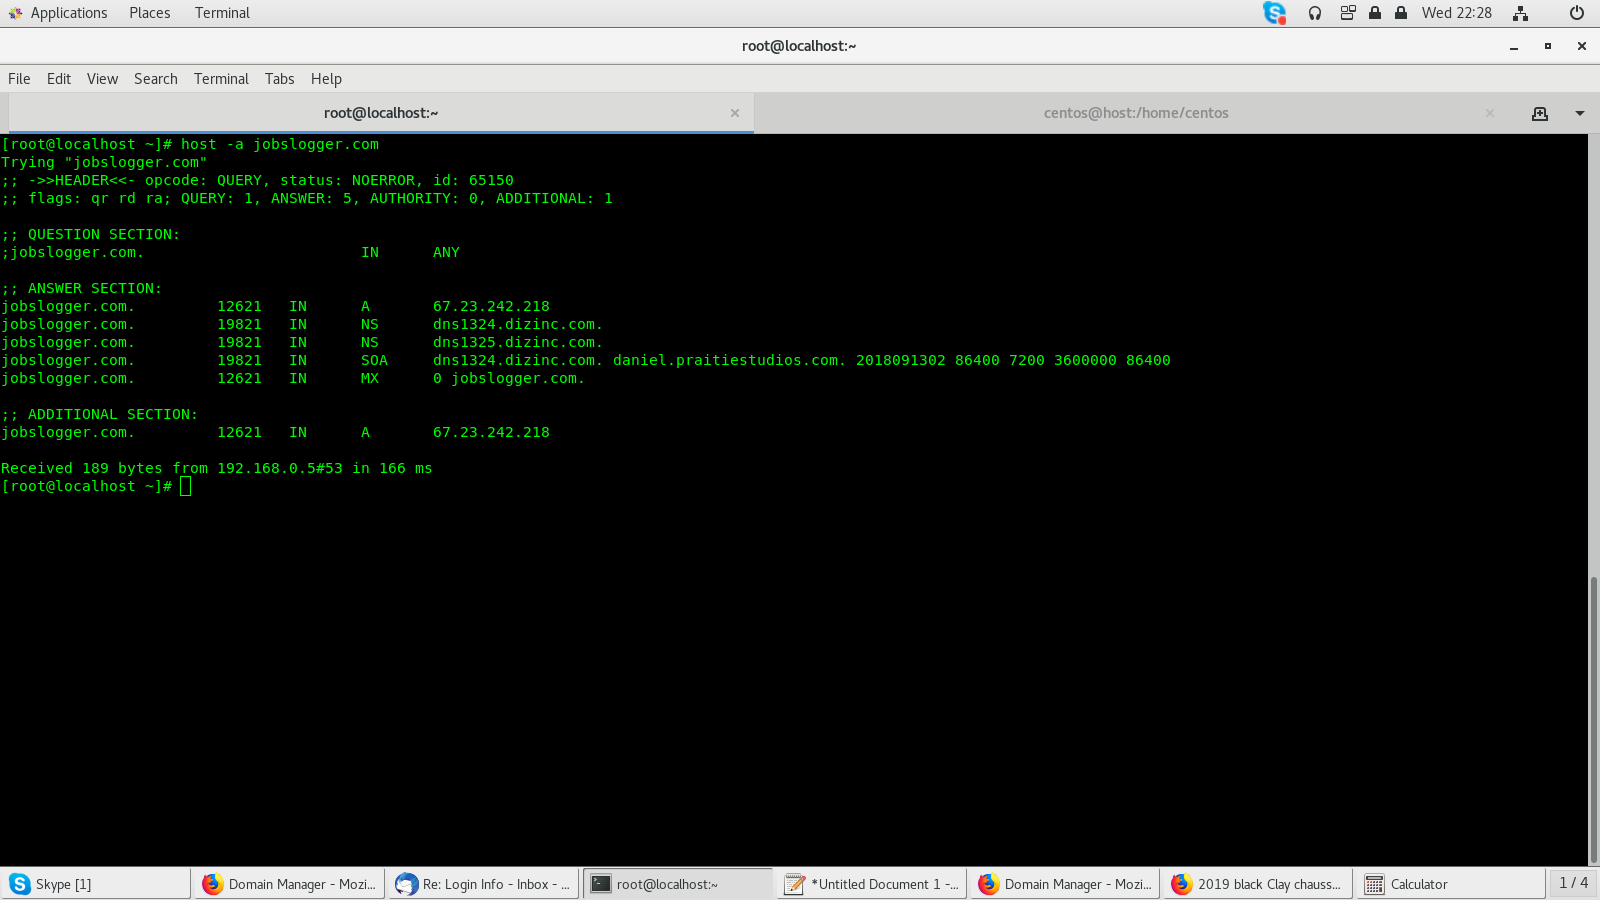 Applications Places Terminal Wed 22:28
root@localhost:~
File Edit View Search Terminal Tabs Help
root@localhost:~ centos@host:/home/centos
[root@localhost ~]# host -a jobslogger.com
Trying "jobslogger.com"
;; ->>HEADER<<- opcode: QUERY, status: NOERROR, id: 65150
;; flags: qr rd ra; QUERY: 1, ANSWER: 5, AUTHORITY: 0, ADDITIONAL: 1
;; QUESTION SECTION:
;jobslogger.com. IN ANY
;; ANSWER SECTION:
jobslogger.com. 12621 IN A 67.23.242.218
jobslogger.com. 19821 IN NS dns1324.dizinc.com.
jobslogger.com. 19821 IN NS dns1325.dizinc.com.
jobslogger.com. 19821 IN SOA dns1324.dizinc.com. daniel.praitiestudios.com. 2018091302 86400 7200 3600000 86400
jobslogger.com. 12621 IN MX 0 jobslogger.com.
;; ADDITIONAL SECTION:
jobslogger.com. 12621 IN A 67.23.242.218
Received 189 bytes from 192.168.0.5#53 in 166 ms
[root@localhost ~]#
Skype [1] Domain Manager - Mozi... Re: Login Info - Inbox - ... root@localhost:~ *Untitled Document 1 -... Domain Manager - Mozi... 2019 black Clay chauss... Calculator 1 / 4